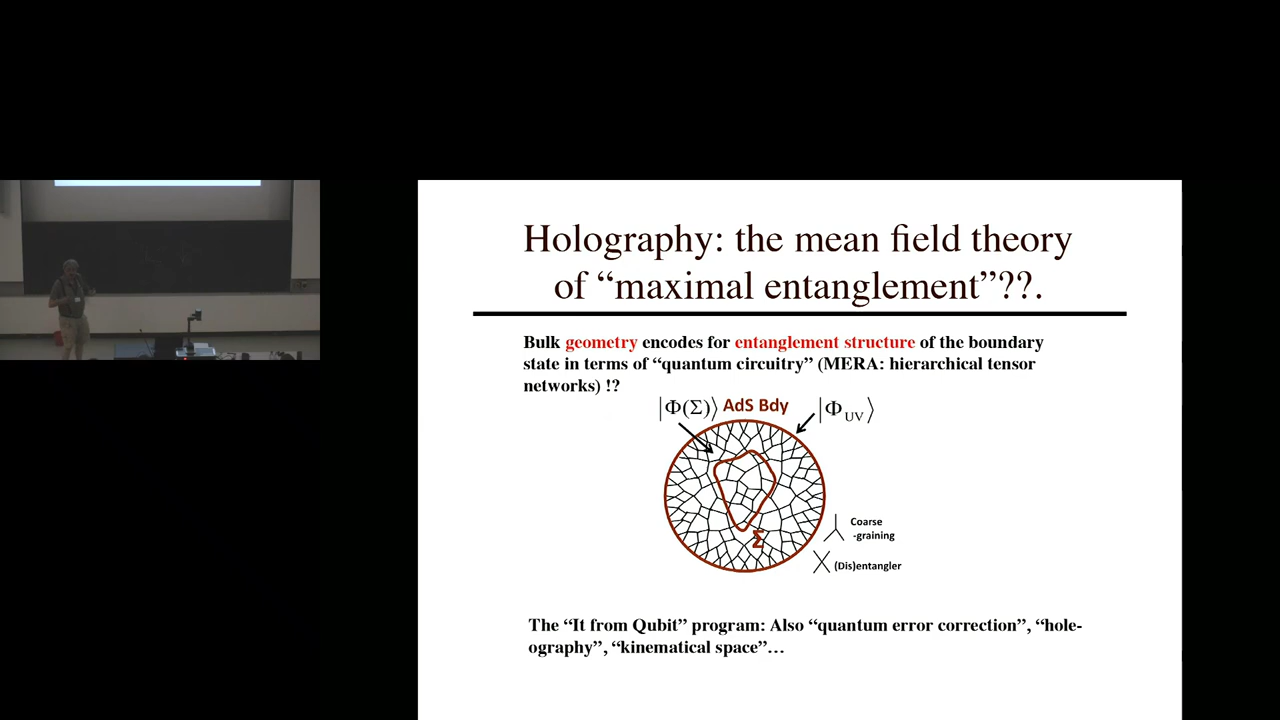 Holography: the mean field theory
of “maximal entanglement”??.
Bulk geometry encodes for entanglement structure of the boundary
state in terms of “quantum circuitry” (MERA: hierarchical tensor
networks) !?
|Φ(Σ)⟩ AdS Bdy |Φ_UV⟩
Σ
Coarse
-graining
(Dis)entangler
The “It from Qubit” program: Also “quantum error correction”, “hole-
ography”, “kinematical space”…